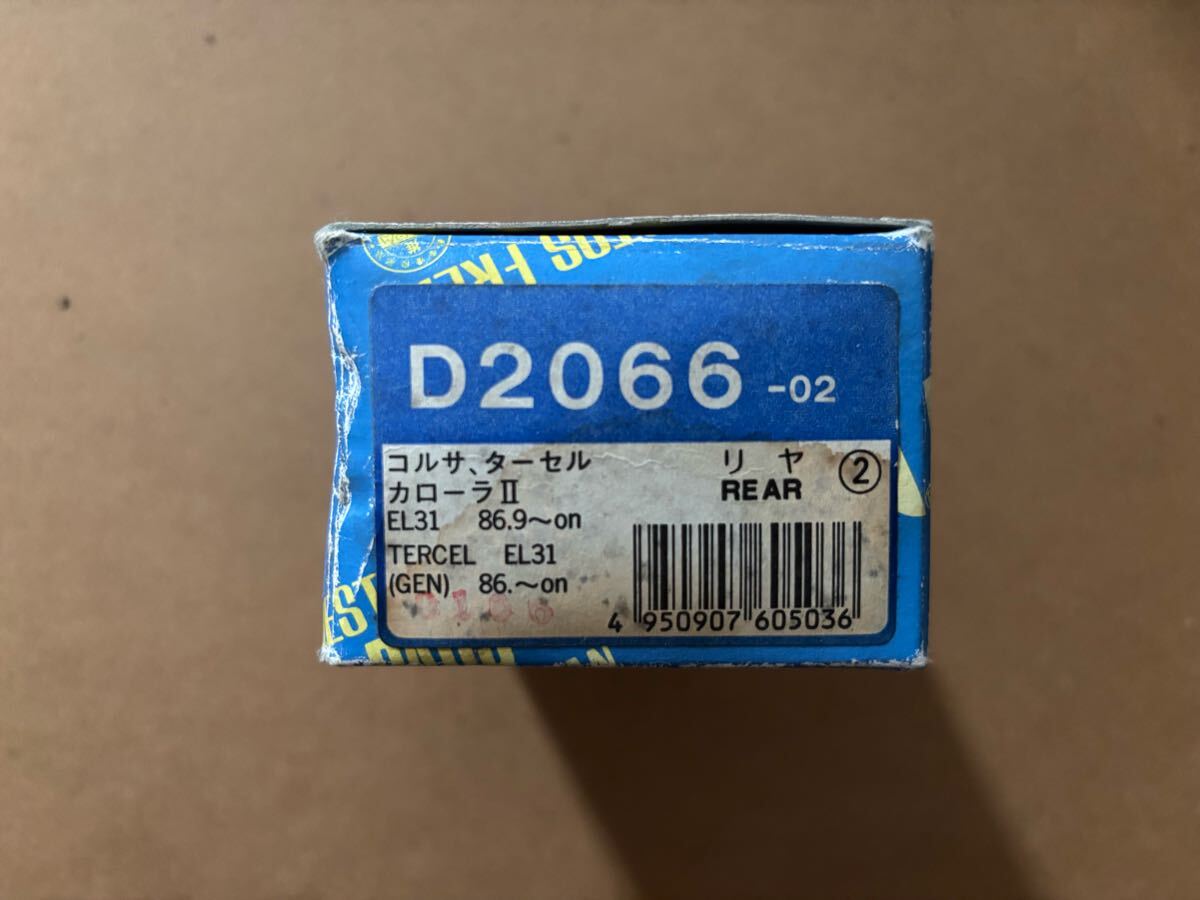 D2066 -02
コルサ、ターセル
カローラⅡ
EL31 86.9〜on
TERCEL EL31
(GEN) 86.〜on
リヤ ②
REAR
4 950907 605036